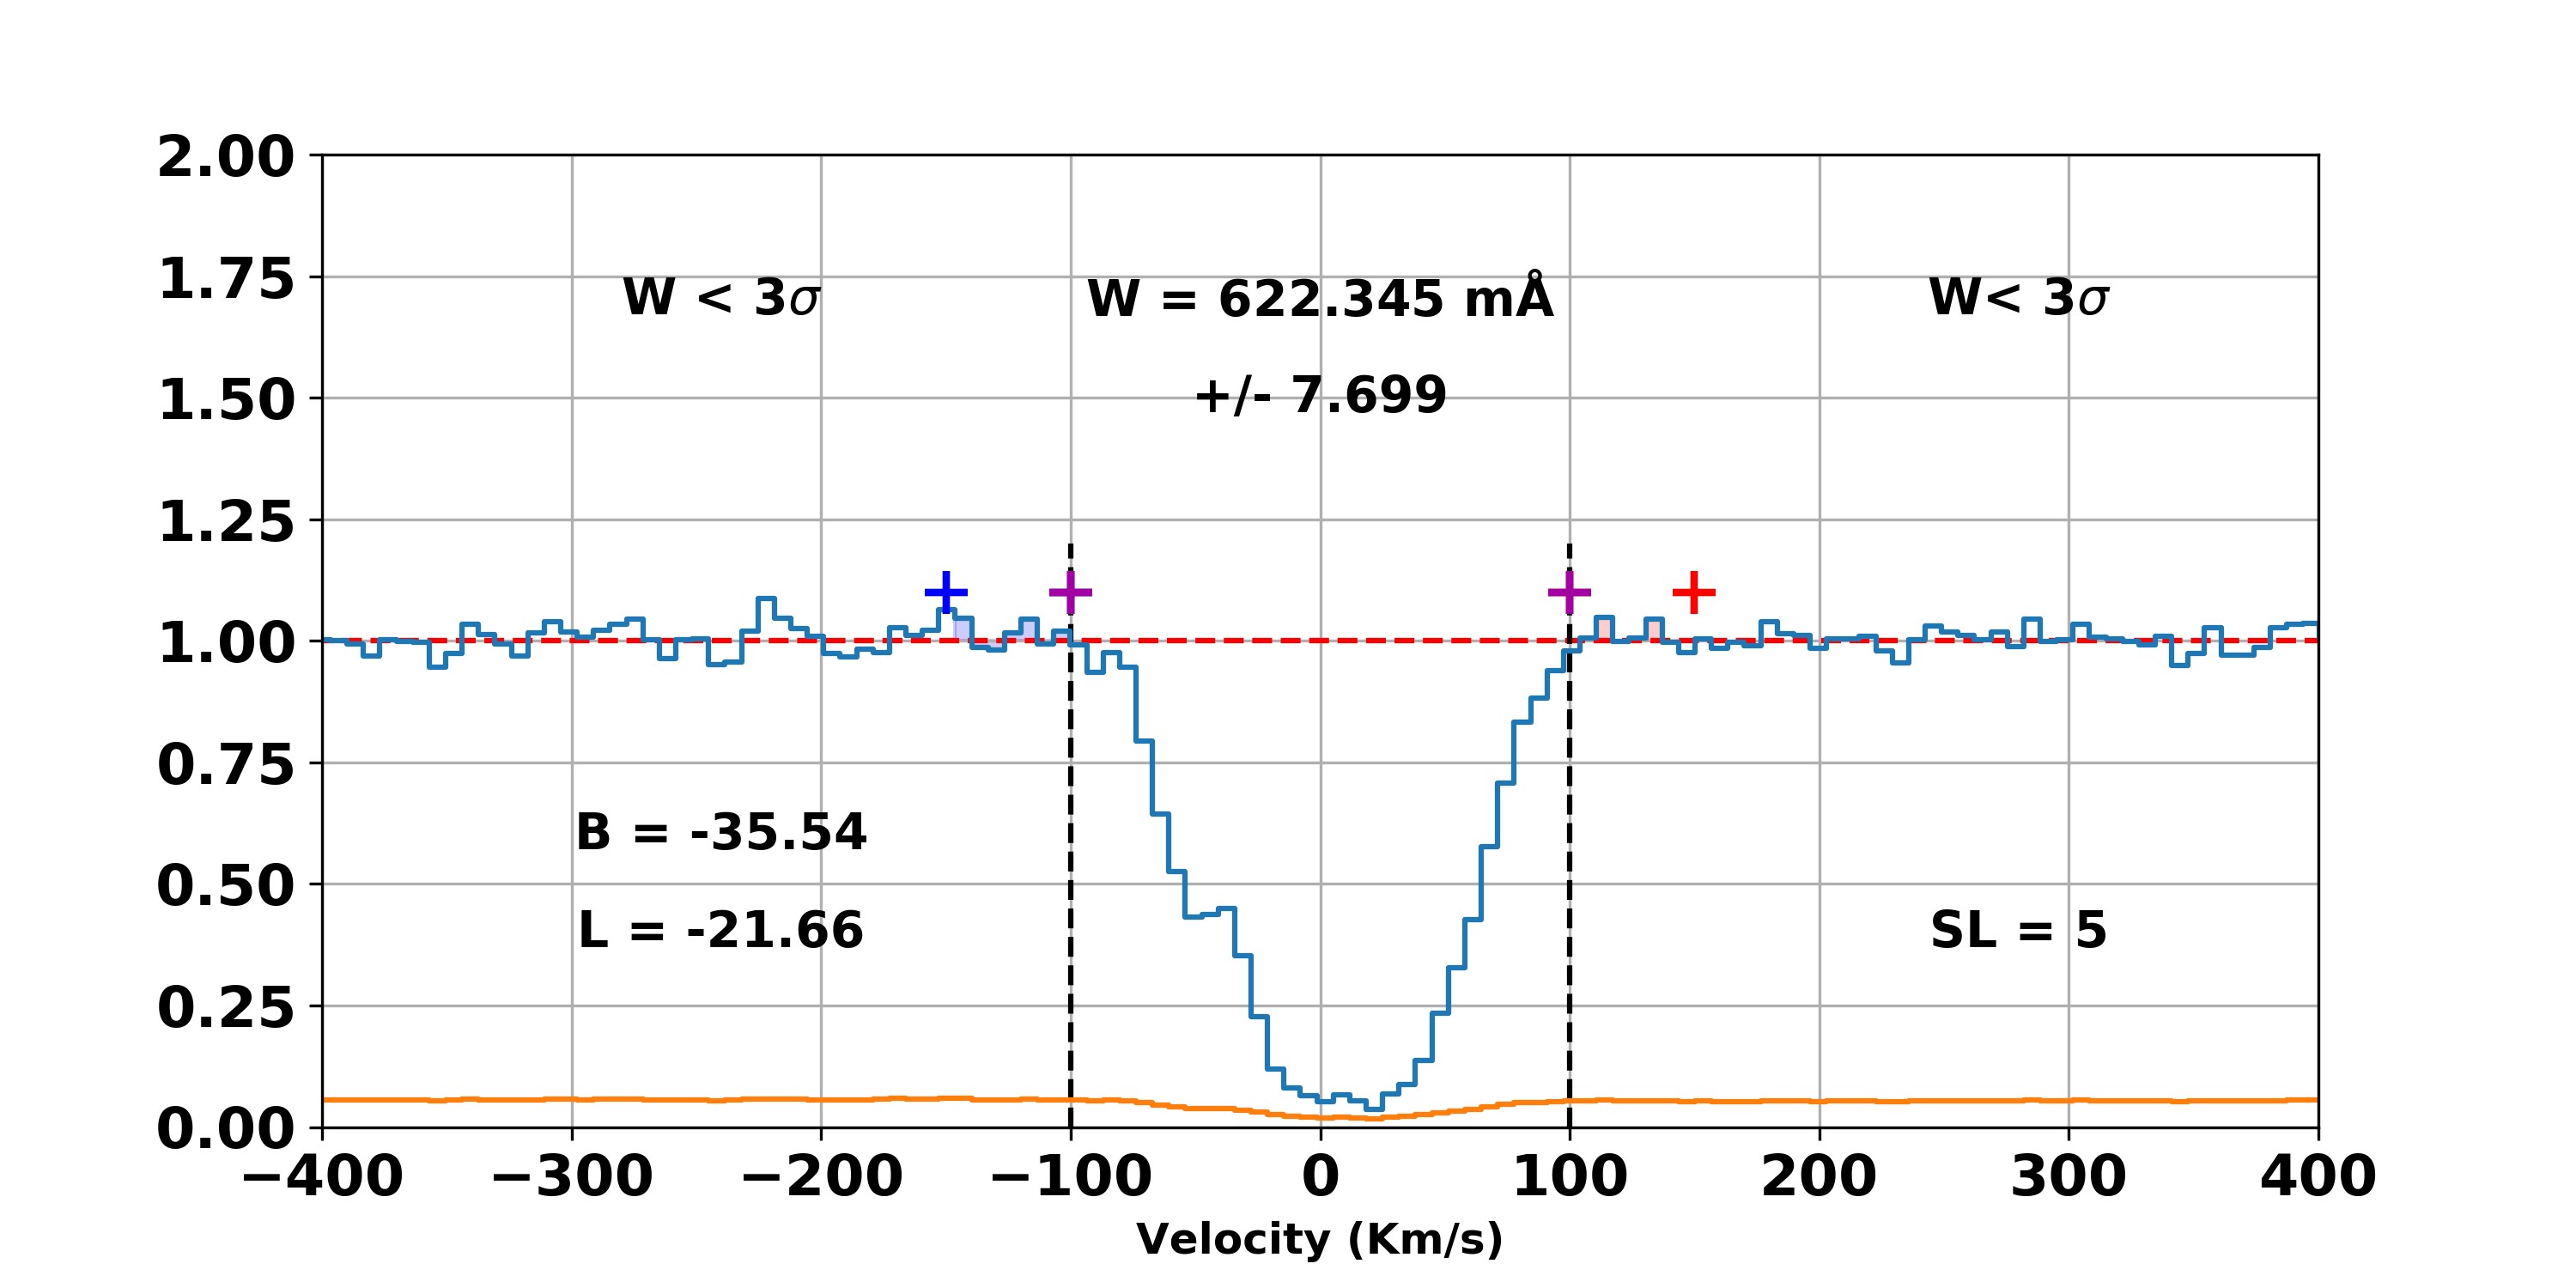 2.00
1.75
1.50
1.25
1.00
0.75
0.50
0.25
0.00
W < 3σ
W = 622.345 mÅ
W< 3σ
+/- 7.699
B = -35.54
L = -21.66
SL = 5
−400 −300 −200 −100 0 100 200 300 400
Velocity (Km/s)